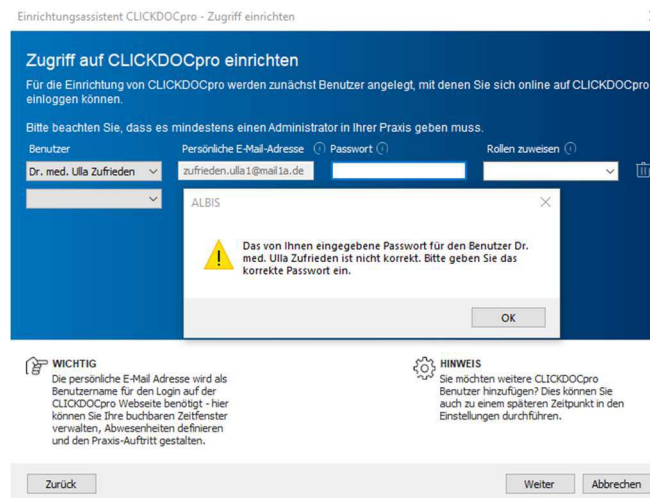 Einrichtungsassistent CLICKDOCpro - Zugriff einrichten
Zugriff auf CLICKDOCpro einrichten
Für die Einrichtung von CLICKDOCpro werden zunächst Benutzer angelegt, mit denen Sie sich online auf CLICKDOCpro
einloggen können.
Bitte beachten Sie, dass es mindestens einen Administrator in Ihrer Praxis geben muss.
Benutzer Persönliche E-Mail-Adresse Passwort Rollen zuweisen
Dr. med. Ulla Zufrieden zufrieden.ulla1@mail1a.de
ALBIS
Das von Ihnen eingegebene Passwort für den Benutzer Dr.
med. Ulla Zufrieden ist nicht korrekt. Bitte geben Sie das
korrekte Passwort ein.
OK
WICHTIG
Die persönliche E-Mail Adresse wird als
Benutzername für den Login auf der
CLICKDOCpro Webseite benötigt - hier
können Sie Ihre buchbaren Zeitfenster
verwalten, Abwesenheiten definieren
und den Praxis-Auftritt gestalten.
HINWEIS
Sie möchten weitere CLICKDOCpro
Benutzer hinzufügen? Dies können Sie
auch zu einem späteren Zeitpunkt in den
Einstellungen durchführen.
Zurück Weiter Abbrechen